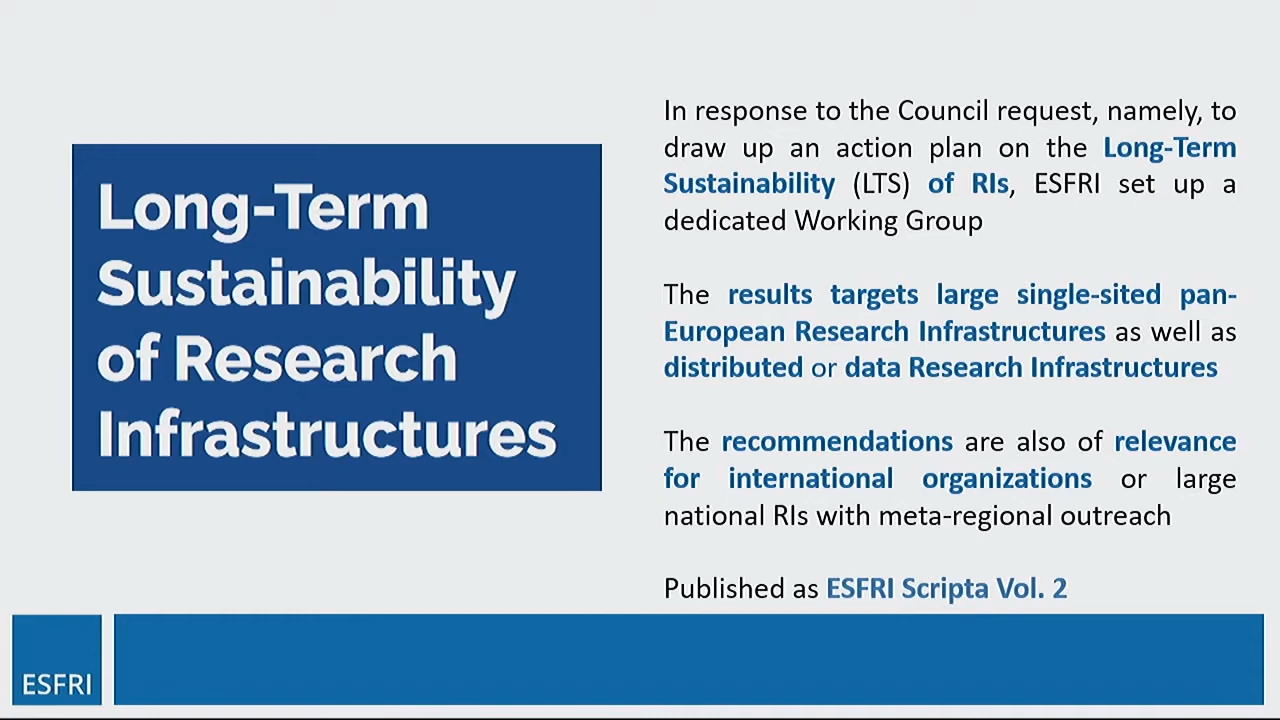 Long-Term
Sustainability
of Research
Infrastructures
In response to the Council request, namely, to
draw up an action plan on the Long-Term
Sustainability (LTS) of RIs, ESFRI set up a
dedicated Working Group
The results targets large single-sited pan-
European Research Infrastructures as well as
distributed or data Research Infrastructures
The recommendations are also of relevance
for international organizations or large
national RIs with meta-regional outreach
Published as ESFRI Scripta Vol. 2
ESFRI